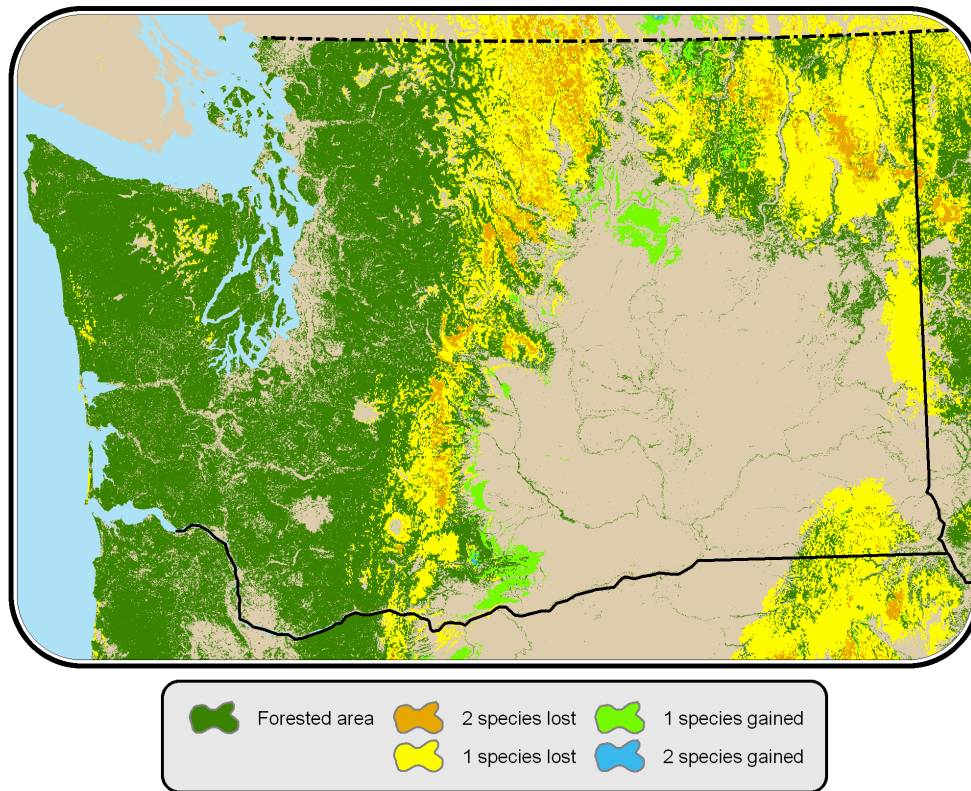 Forested area
2 species lost
1 species gained
1 species lost
2 species gained